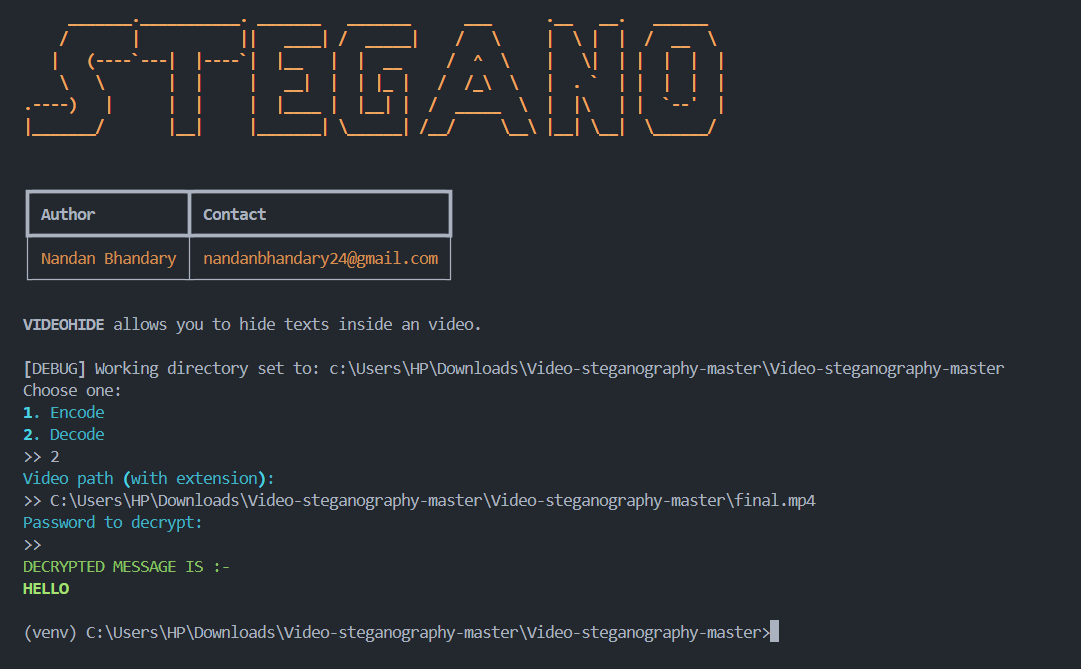 STEGANO
Author Contact
Nandan Bhandary nandanbhandary24@gmail.com
VIDEOHIDE allows you to hide texts inside an video.
[DEBUG] Working directory set to: c:\Users\HP\Downloads\Video-steganography-master\Video-steganography-master
Choose one:
1. Encode
2. Decode
>> 2
Video path (with extension):
>> C:\Users\HP\Downloads\Video-steganography-master\Video-steganography-master\final.mp4
Password to decrypt:
>>
DECRYPTED MESSAGE IS :-
HELLO
(venv) C:\Users\HP\Downloads\Video-steganography-master\Video-steganography-master>